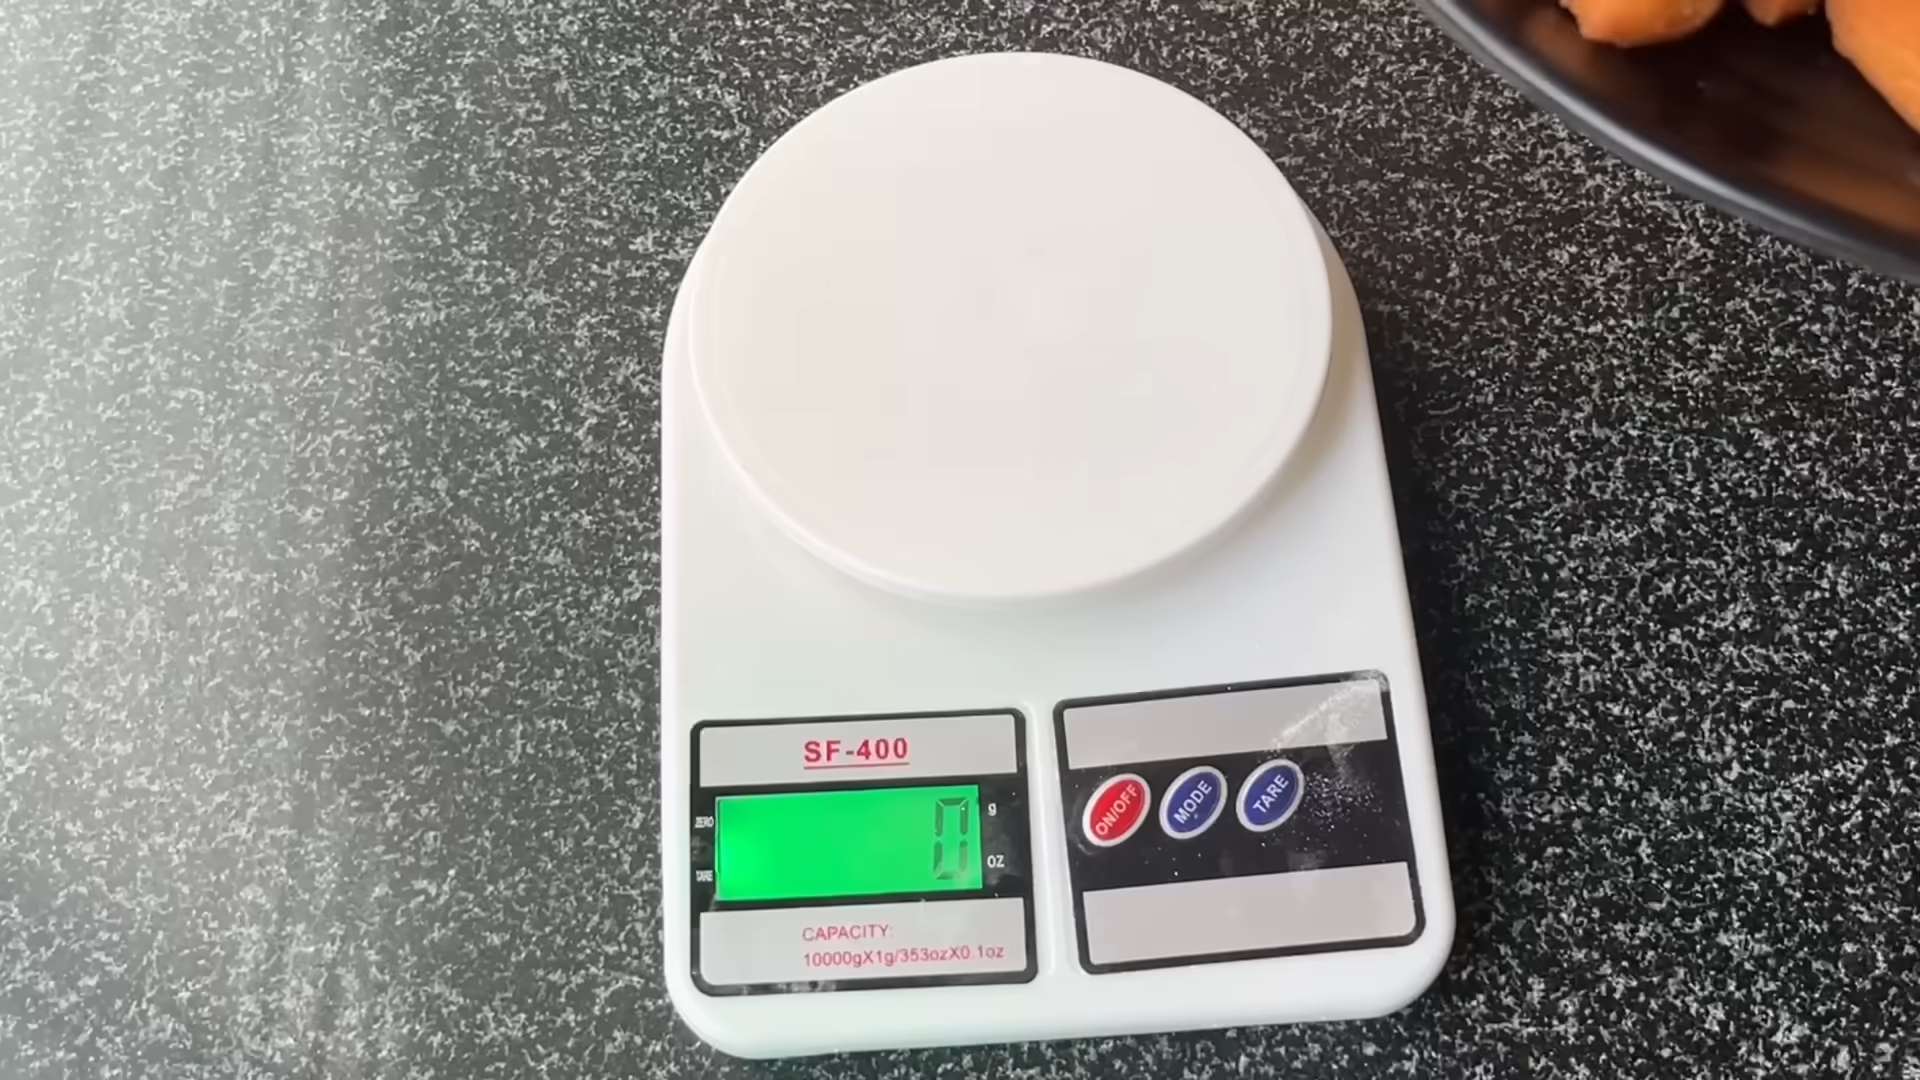 SF-400
ZERO
0
g
TARE
OZ
CAPACITY:
10000gX1g/353ozX0.1oz
ON/OFF
MODE
TARE